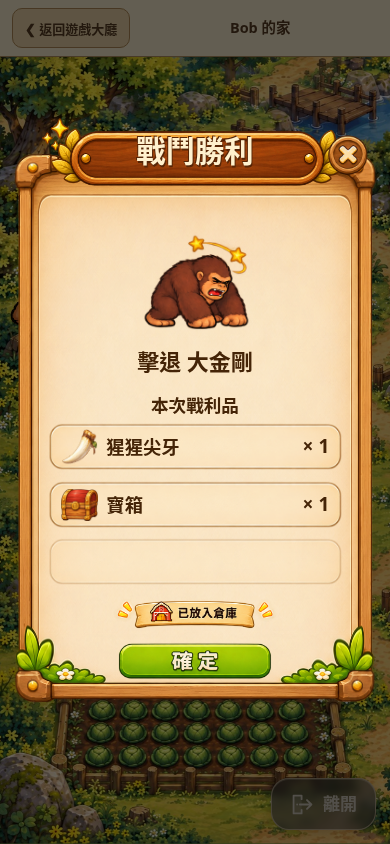 ❮ 返回遊戲大廳
Bob 的家
戰鬥勝利
擊退 大金剛
本次戰利品
猩猩尖牙 × 1
寶箱 × 1
已放入倉庫
確定
離開